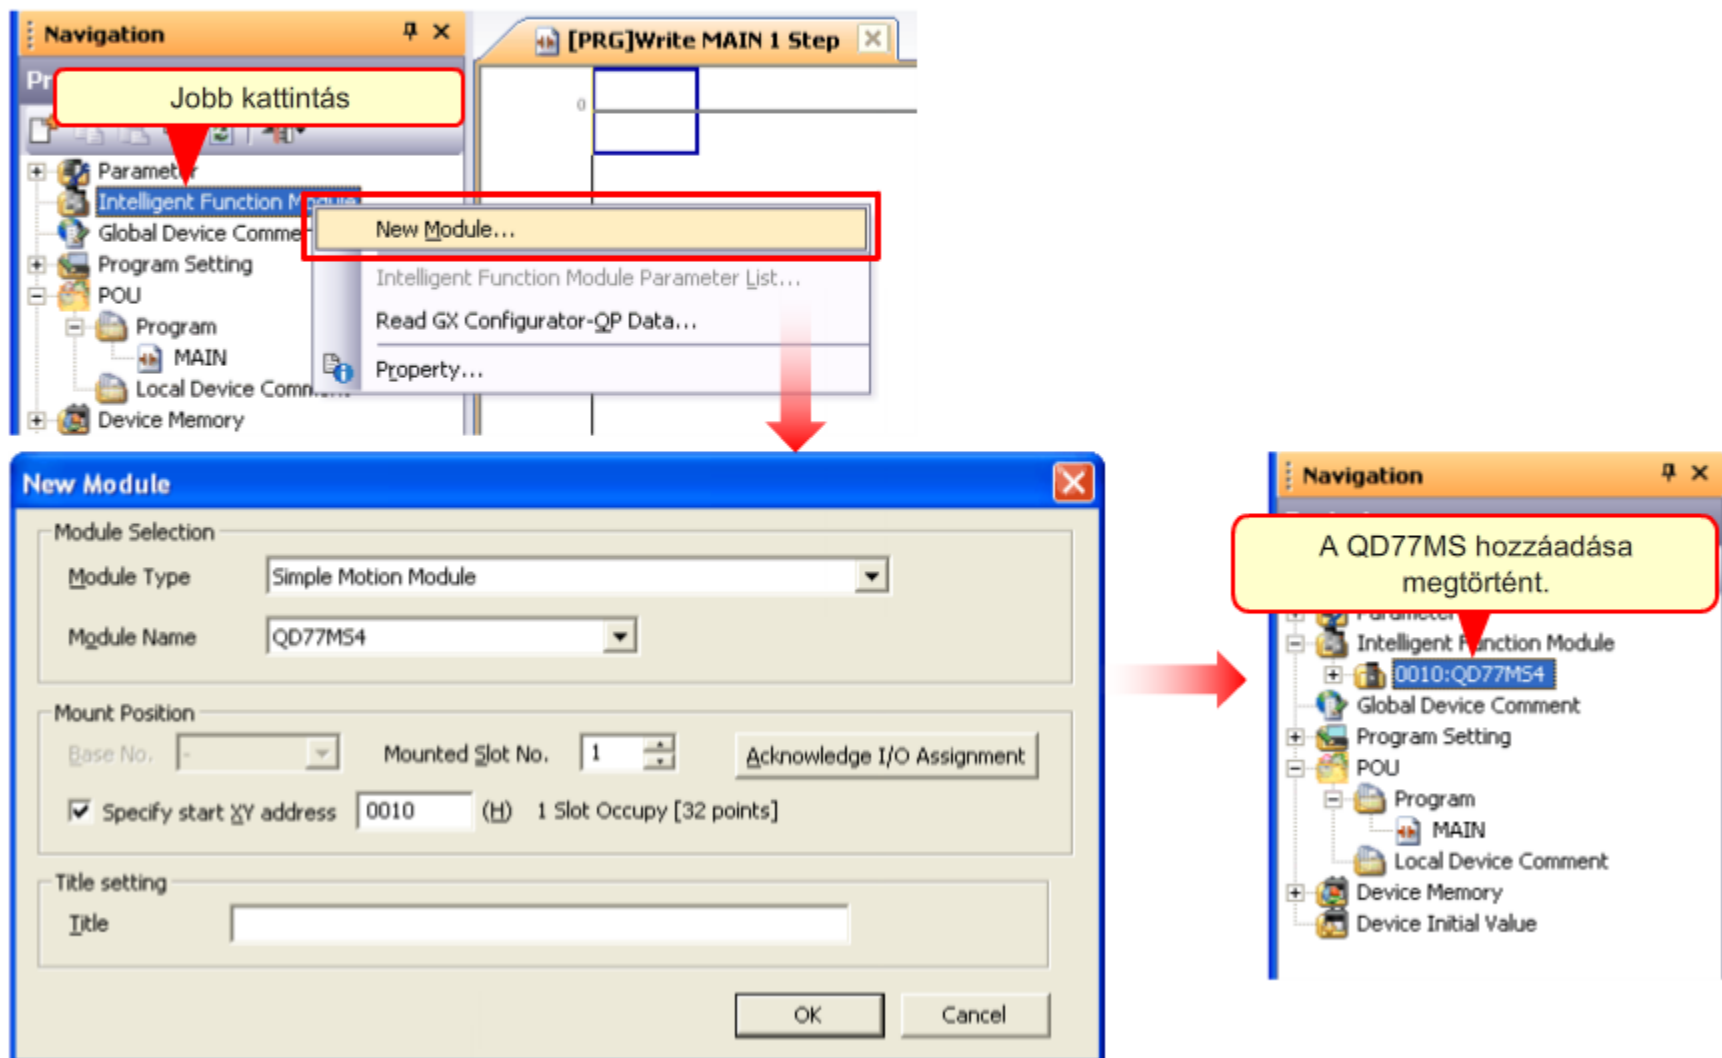 Navigation
[PRG]Write MAIN 1 Step
Jobb kattintás
0
Parameter
Intelligent Function Module
New Module...
Global Device Comment
Intelligent Function Module Parameter List...
Program Setting
Read GX Configurator-QP Data...
POU
Program
MAIN
Property...
Local Device Comment
Device Memory
New Module
Module Selection
Module Type
Simple Motion Module
Module Name
QD77MS4
Mount Position
Base No.
-
Mounted Slot No.
1
Acknowledge I/O Assignment
Specify start XY address
0010
(H)
1 Slot Occupy [32 points]
Title setting
Title
OK
Cancel
Navigation
A QD77MS hozzáadása
megtörtént.
Parameter
Intelligent Function Module
0010:QD77MS4
Global Device Comment
Program Setting
POU
Program
MAIN
Local Device Comment
Device Memory
Device Initial Value